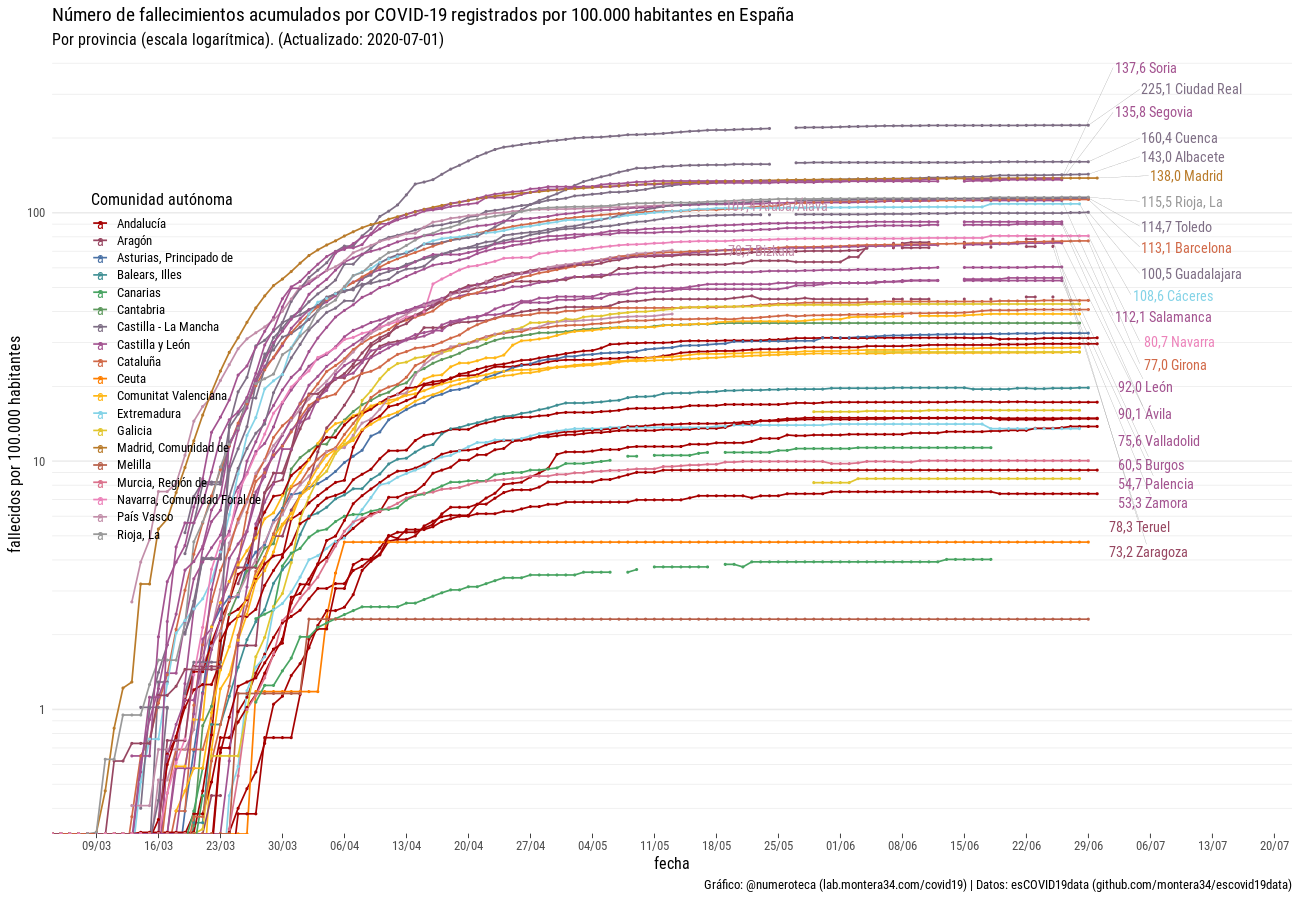 Número de fallecimientos acumulados por COVID-19 registrados por 100.000 habitantes en España
Por provincia (escala logarítmica). (Actualizado: 2020-07-01)
fallecidos por 100.000 habitantes
100
10
1
Comunidad autónoma
Andalucía
Aragón
Asturias, Principado de
Balears, Illes
Canarias
Cantabria
Castilla - La Mancha
Castilla y León
Cataluña
Ceuta
Comunitat Valenciana
Extremadura
Galicia
Madrid, Comunidad de
Melilla
Murcia, Región de
Navarra, Comunidad Foral de
País Vasco
Rioja, La
137,6 Soria
225,1 Ciudad Real
135,8 Segovia
160,4 Cuenca
143,0 Albacete
138,0 Madrid
115,5 Rioja, La
114,7 Toledo
113,1 Barcelona
100,5 Guadalajara
108,6 Cáceres
112,1 Salamanca
80,7 Navarra
77,0 Girona
92,0 León
90,1 Ávila
75,6 Valladolid
60,5 Burgos
54,7 Palencia
53,3 Zamora
78,3 Teruel
73,2 Zaragoza
09/03
16/03
23/03
30/03
06/04
13/04
20/04
27/04
04/05
11/05
18/05
25/05
01/06
08/06
15/06
22/06
29/06
06/07
13/07
20/07
fecha
Gráfico: @numeroteca (lab.montera34.com/covid19) | Datos: esCOVID19data (github.com/montera34/escovid19data)